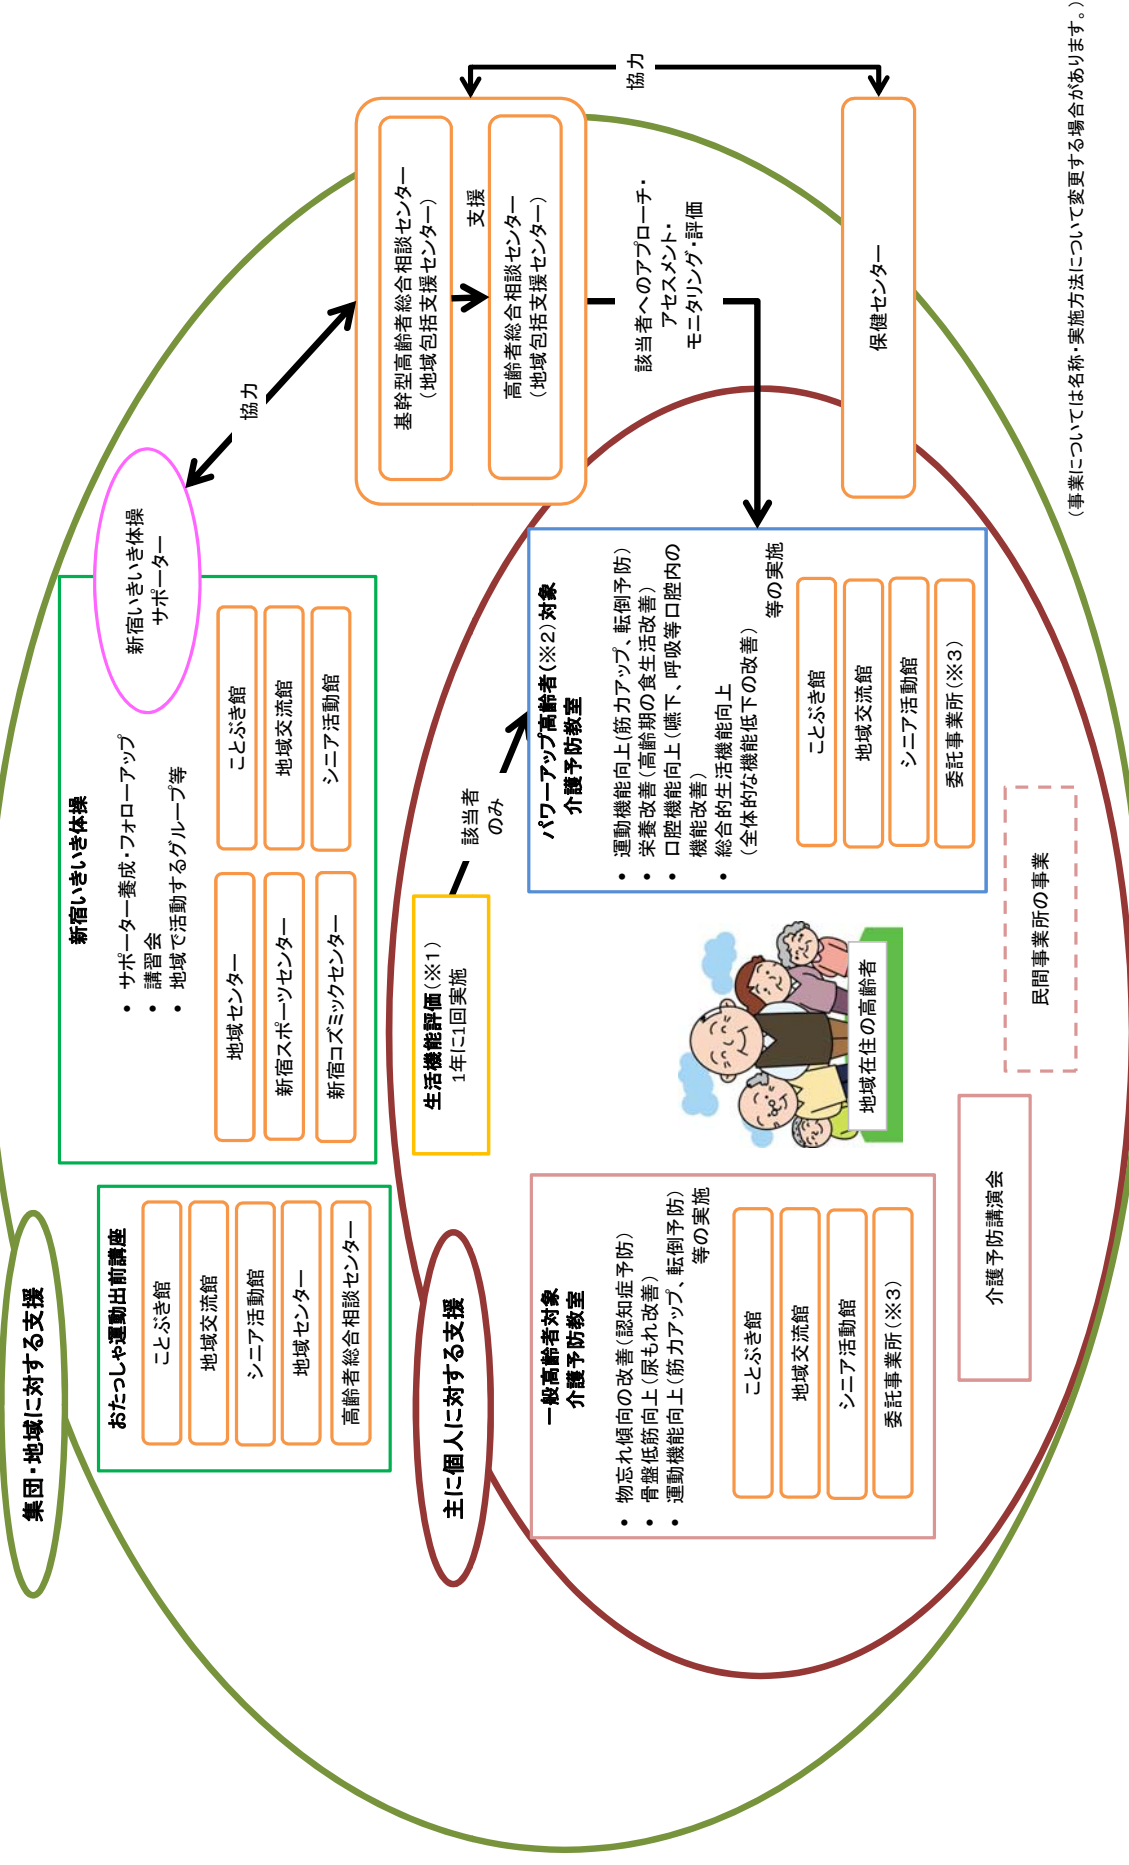 集団・地域に対する支援
おたっしゃ運動出前講座
ことぶき館
地域交流館
シニア活動館
地域センター
高齢者総合相談センター
新宿いきいき体操
• サポーター養成・フォローアップ
• 講習会
• 地域で活動するグループ等
地域センター
新宿スポーツセンター
新宿コズミックセンター
ことぶき館
地域交流館
シニア活動館
新宿いきいき体操
サポーター
協力
基幹型高齢者総合相談センター
（地域包括支援センター）
支援
高齢者総合相談センター
（地域包括支援センター）
協力
該当者へのアプローチ・
アセスメント・
モニタリング・評価
保健センター
主に個人に対する支援
生活機能評価（※1）
1年に1回実施
該当者
のみ
一般高齢者対象
介護予防教室
• 物忘れ傾向の改善（認知症予防）
• 骨盤低筋向上（尿もれ改善）
• 運動機能向上（筋力アップ、転倒予防）
等の実施
ことぶき館
地域交流館
シニア活動館
委託事業所（※3）
地域在住の高齢者
パワーアップ高齢者（※2）対象
介護予防教室
• 運動機能向上（筋力アップ、転倒予防）
• 栄養改善（高齢期の食生活改善）
• 口腔機能向上（嚥下、呼吸等口腔内の
機能改善）
• 総合的生活機能向上
（全体的な機能低下の改善）
等の実施
ことぶき館
地域交流館
シニア活動館
委託事業所（※3）
介護予防講演会
民間事業所の事業
（事業については名称・実施方法について変更する場合があります。）